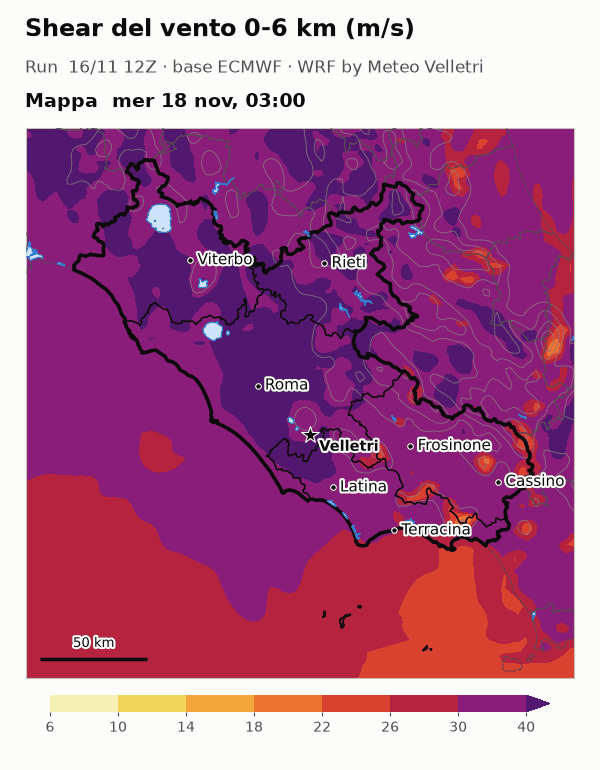 Shear del vento 0-6 km (m/s)
Run  16/11 12Z · base ECMWF · WRF by Meteo Velletri
Mappa  mer 18 nov, 03:00
Viterbo
Rieti
Roma
Velletri
Frosinone
Latina
Cassino
Terracina
50 km
6 10 14 18 22 26 30 40